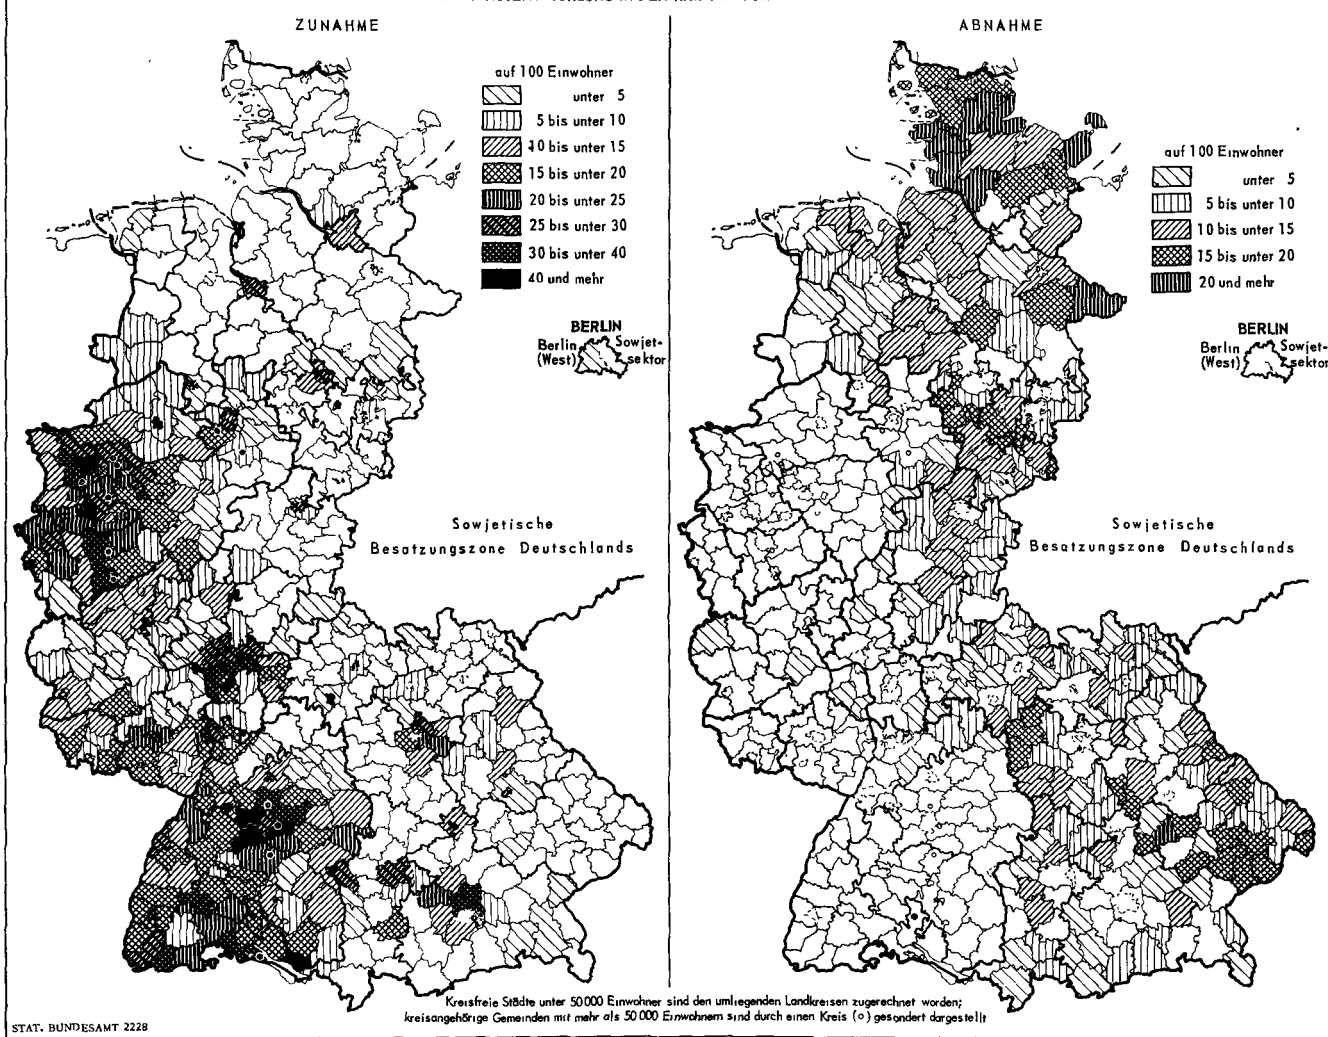 ZUNAHME
auf 100 Einwohner
unter 5
5 bis unter 10
10 bis unter 15
15 bis unter 20
20 bis unter 25
25 bis unter 30
30 bis unter 40
40 und mehr
BERLIN
Berlin (West)
Sowjet-
sektor
Sowjetische
Besatzungszone Deutschlands
ABNAHME
auf 100 Einwohner
unter 5
5 bis unter 10
10 bis unter 15
15 bis unter 20
20 und mehr
BERLIN
Berlin (West)
Sowjet-
sektor
Sowjetische
Besatzungszone Deutschlands
Kreisfreie Städte unter 50000 Einwohner sind den umliegenden Landkreisen zugerechnet worden;
kreisangehörige Gemeinden mit mehr als 50 000 Einwohnern sind durch einen Kreis (o) gesondert dargestellt
STAT. BUNDESAMT 2228